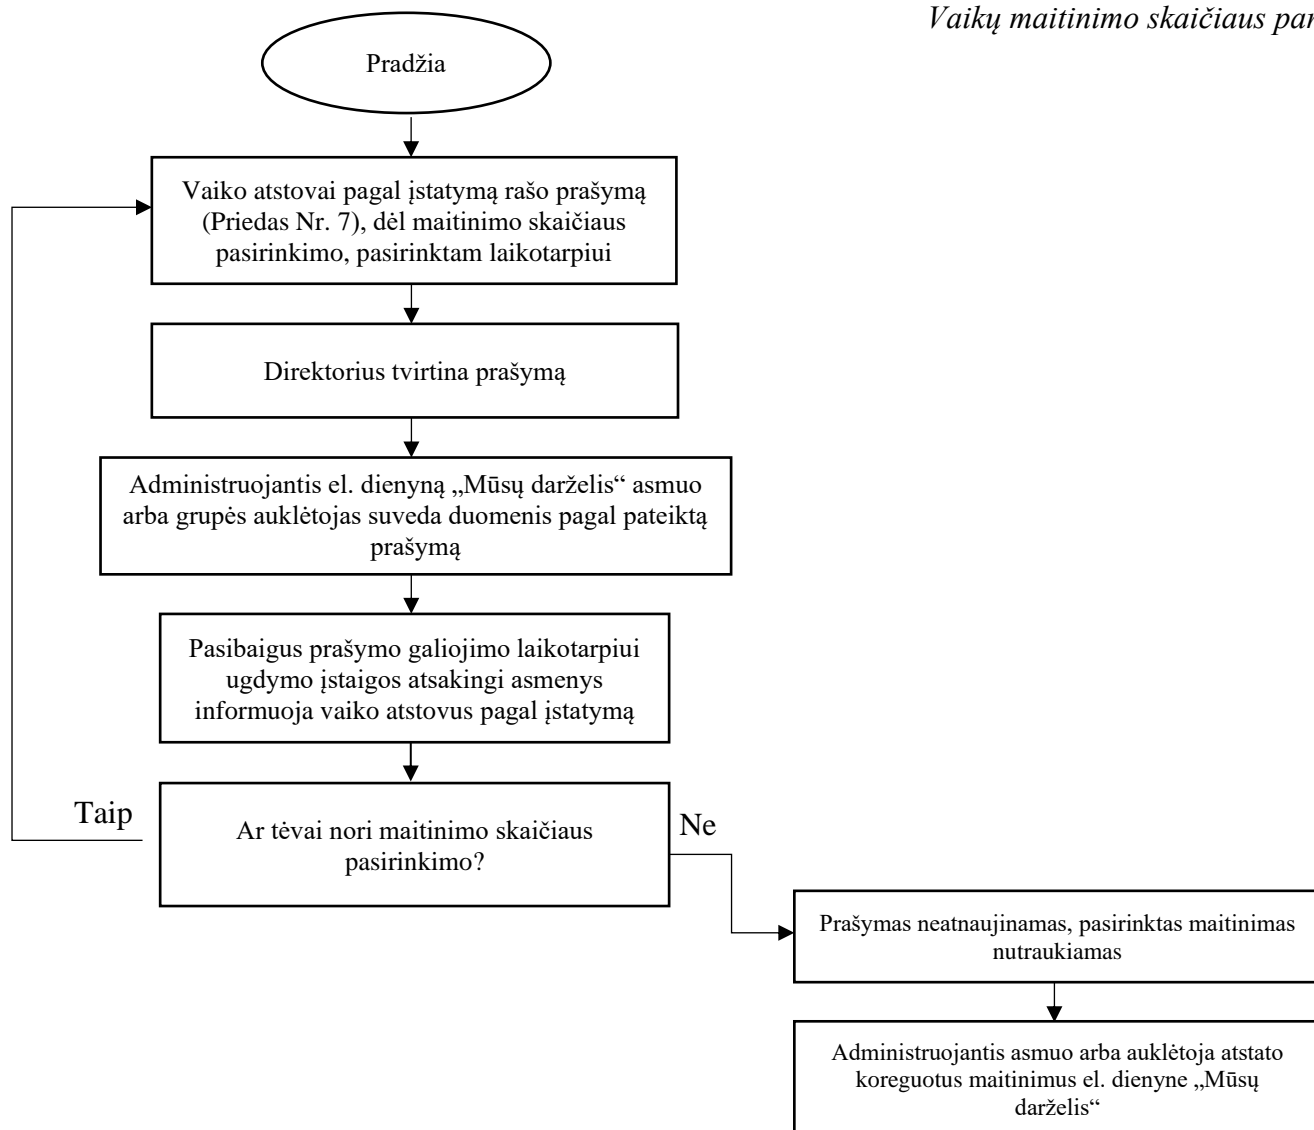 Vaikų maitinimo skaičiaus
Pradžia
Vaiko atstovai pagal įstatymą rašo prašymą
(Priedas Nr. 7), dėl maitinimo skaičiaus
pasirinkimo, pasirinktam laikotarpiui
Direktorius tvirtina prašymą
Administruojantis el. dienyną „Mūsų darželis“ asmuo
arba grupės auklėtojas suveda duomenis pagal pateiktą
prašymą
Pasibaigus prašymo galiojimo laikotarpiui
ugdymo įstaigos atsakingi asmenys
informuoja vaiko atstovus pagal įstatymą
Taip
Ar tėvai nori maitinimo skaičiaus
pasirinkimo?
Ne
Prašymas neatnaujinamas, pasirinktas maitinimas
nutraukiamas
Administruojantis asmuo arba auklėtoja atstato
koreguotus maitinimus el. dienyne „Mūsų
darželis“